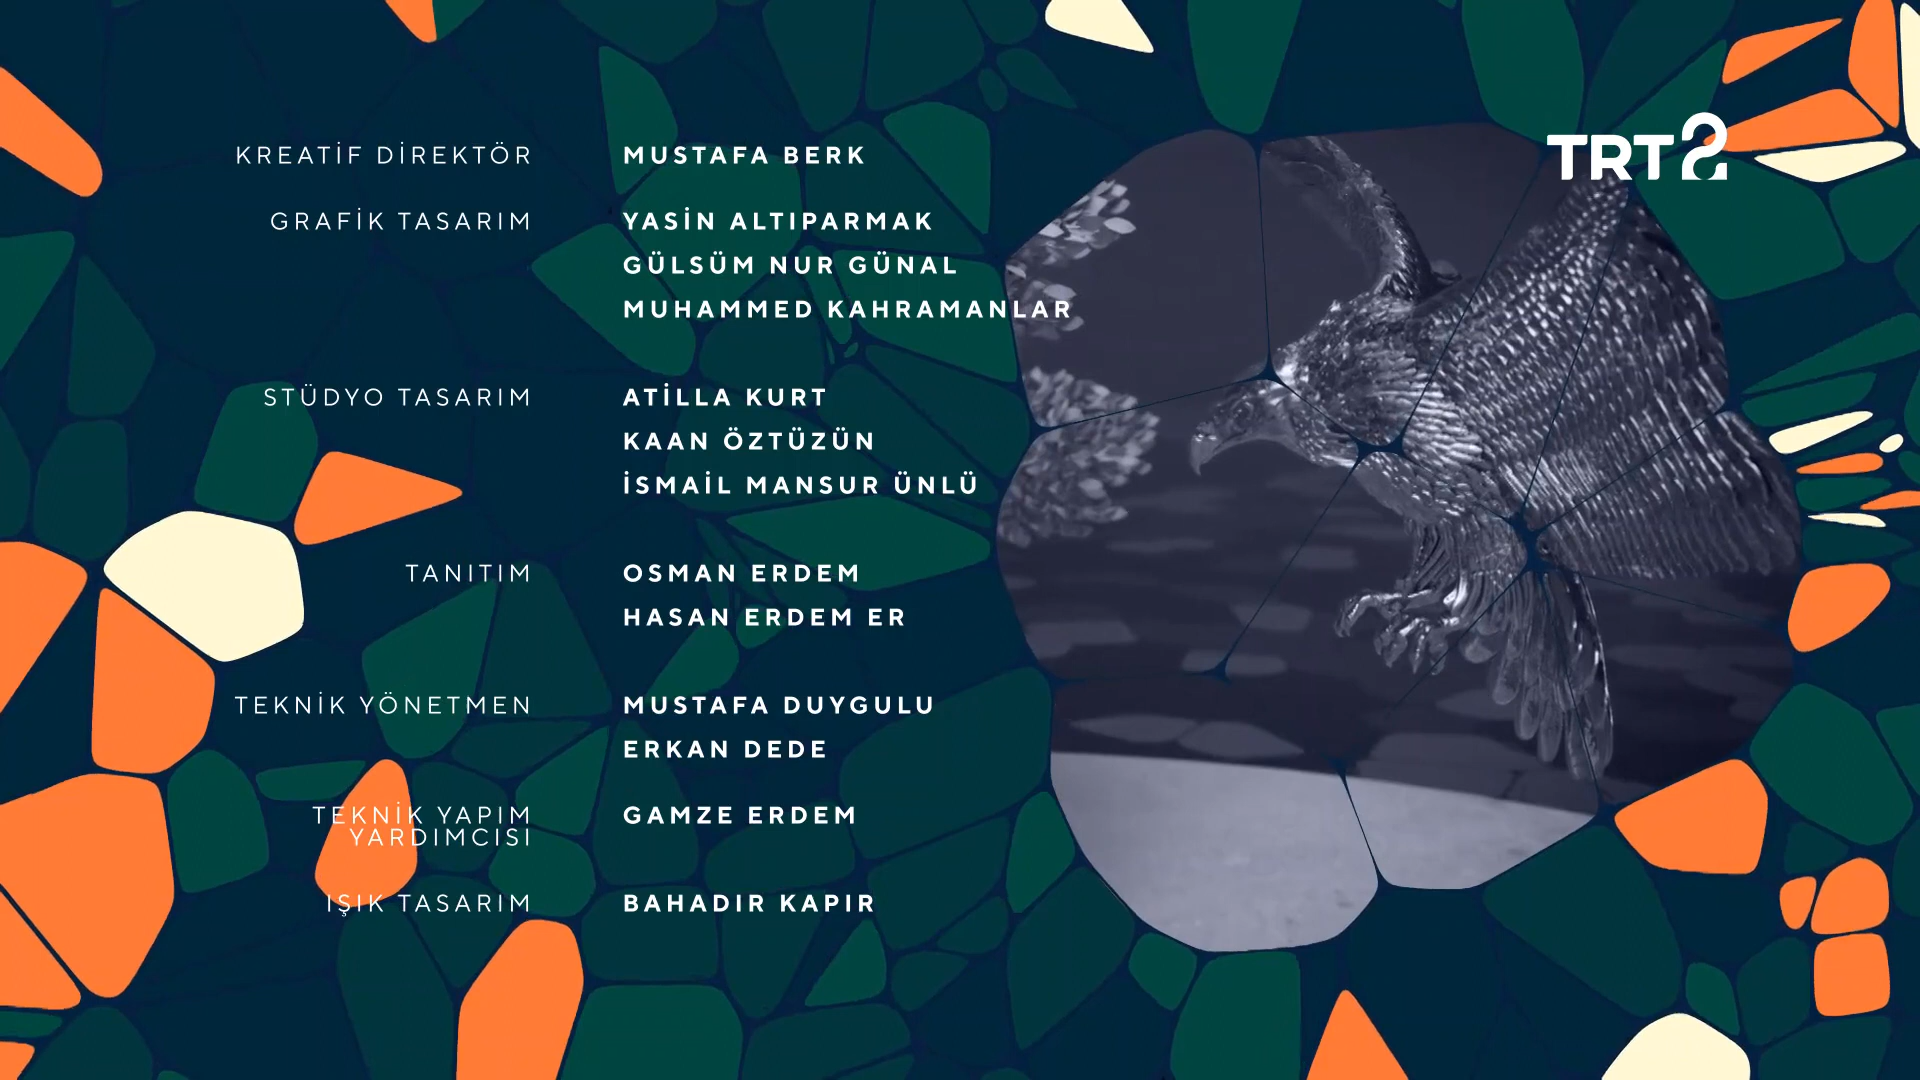 TRT2
KREATİF DİREKTÖR MUSTAFA BERK
GRAFİK TASARIM YASİN ALTIPARMAK
GÜLSÜM NUR GÜNAL
MUHAMMED KAHRAMANLAR
STÜDYO TASARIM ATİLLA KURT
KAAN ÖZTÜZÜN
İSMAİL MANSUR ÜNLÜ
TANITIM OSMAN ERDEM
HASAN ERDEM ER
TEKNİK YÖNETMEN MUSTAFA DUYGULU
ERKAN DEDE
TEKNİK YAPIM GAMZE ERDEM
YARDIMCISI
IŞIK TASARIM BAHADIR KAPIR